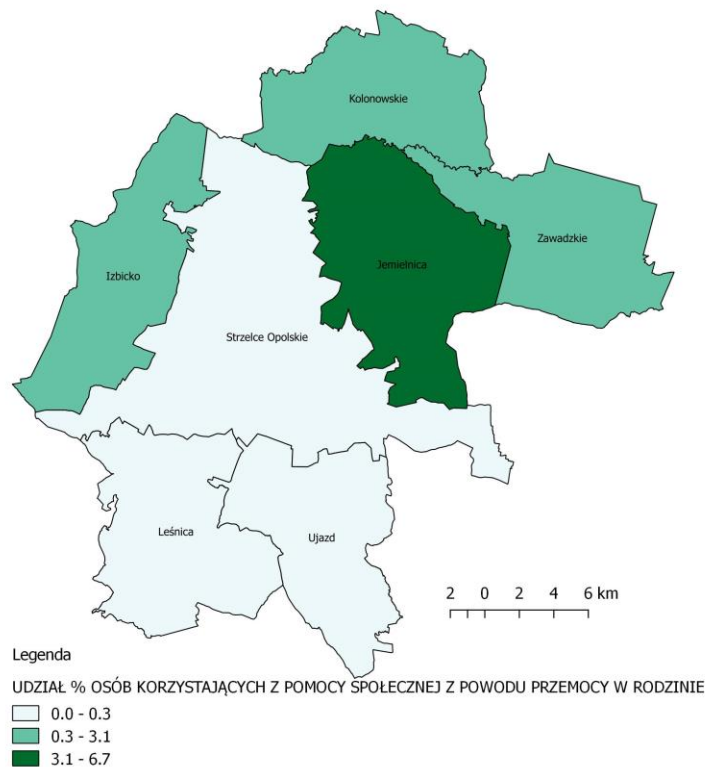 Kolonowskie
Zawadzkie
Jemielnica
Izbicko
Strzelce Opolskie
Leśnica
Ujazd
2 0 2 4 6 km
Legenda
UDZIAŁ % OSÓB KORZYSTAJĄCYCH Z POMOCY SPOŁECZNEJ Z POWODU PRZEMOCY W RODZINIE
0.0 - 0.3
0.3 - 3.1
3.1 - 6.7